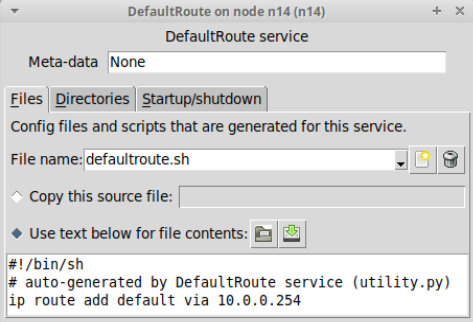 DefaultRoute on node n14 (n14)
DefaultRoute service
Meta-data None
Files Directories Startup/shutdown
Config files and scripts that are generated for this service.
File name: defaultroute.sh
Copy this source file:
Use text below for file contents:
#!/bin/sh
# auto-generated by DefaultRoute service (utility.py)
ip route add default via 10.0.0.254